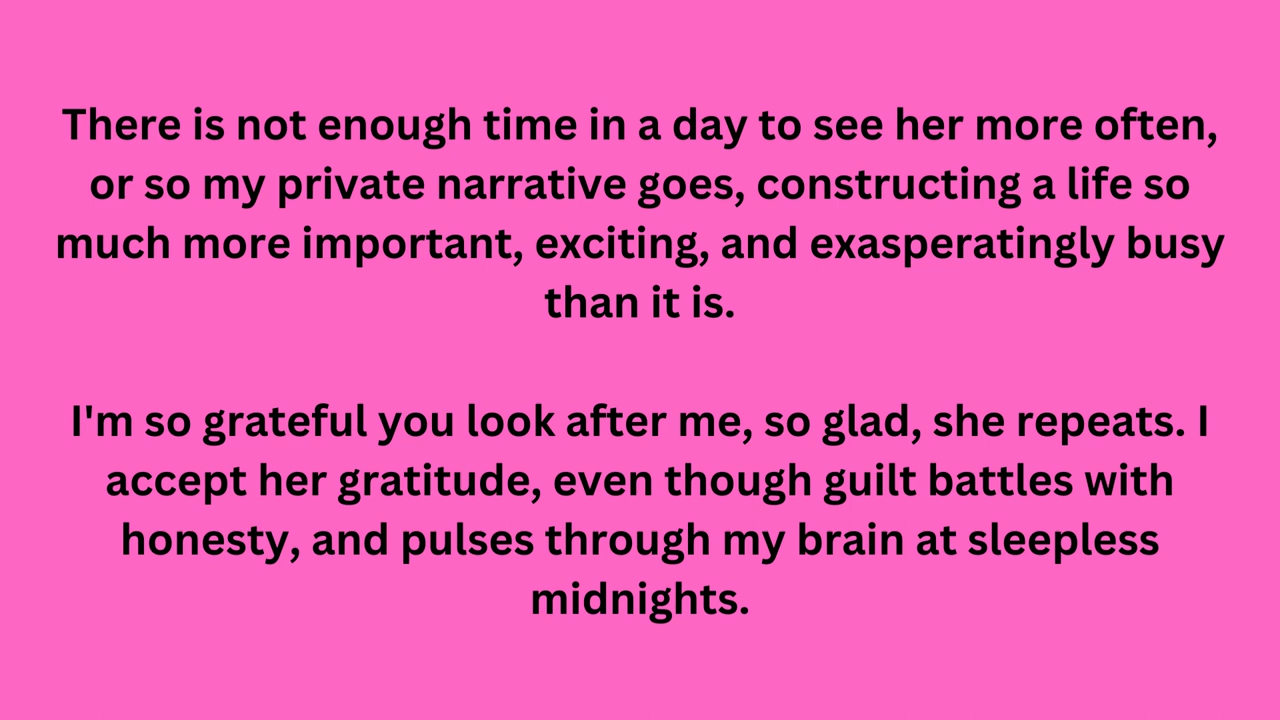 There is not enough time in a day to see her more often,
or so my private narrative goes, constructing a life so
much more important, exciting, and exasperatingly busy
than it is.
I'm so grateful you look after me, so glad, she repeats. I
accept her gratitude, even though guilt battles with
honesty, and pulses through my brain at sleepless
midnights.